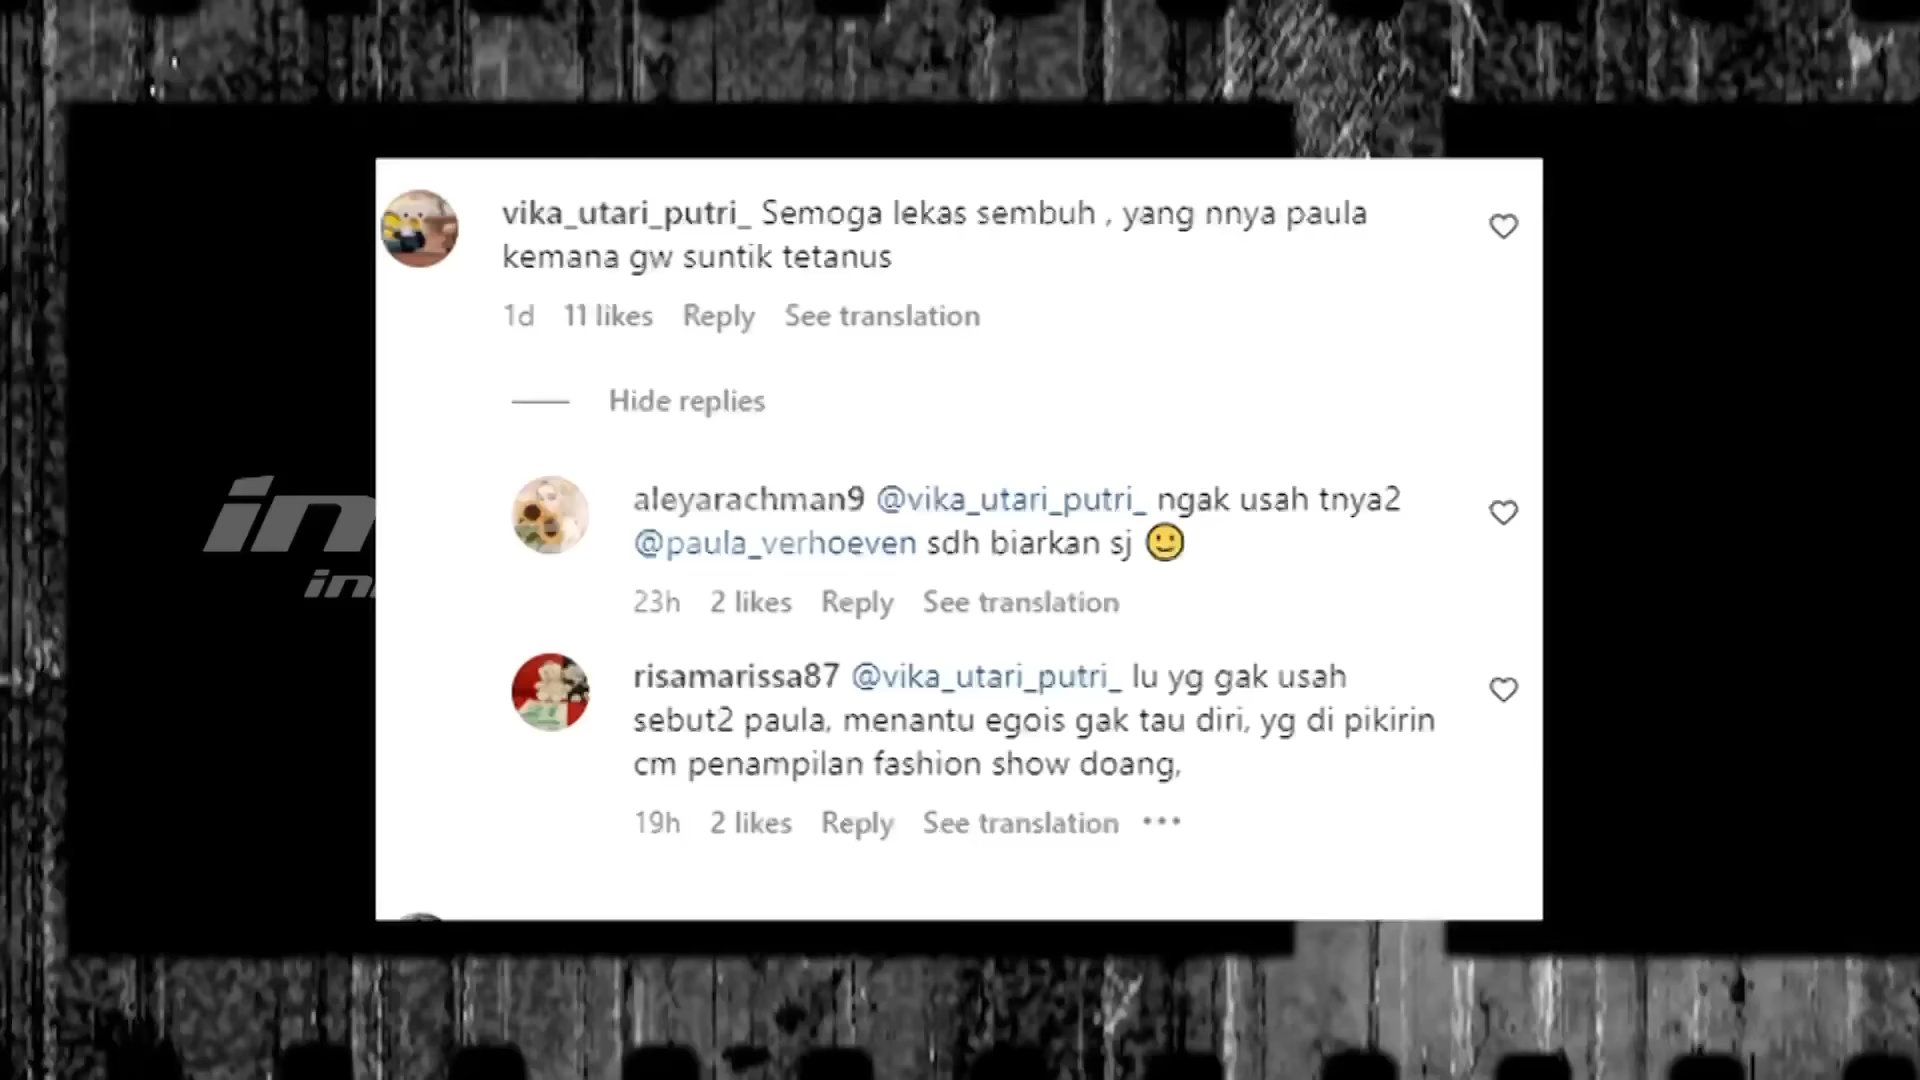 vika_utari_putri_ Semoga lekas sembuh , yang nnya paula
kemana gw suntik tetanus
1d 11 likes Reply See translation
Hide replies
aleyarachman9 @vika_utari_putri_ ngak usah tnya2
@paula_verhoeven sdh biarkan sj 🙂
23h 2 likes Reply See translation
risamarissa87 @vika_utari_putri_ lu yg gak usah
sebut2 paula, menantu egois gak tau diri, yg di pikirin
cm penampilan fashion show doang,
19h 2 likes Reply See translation •••